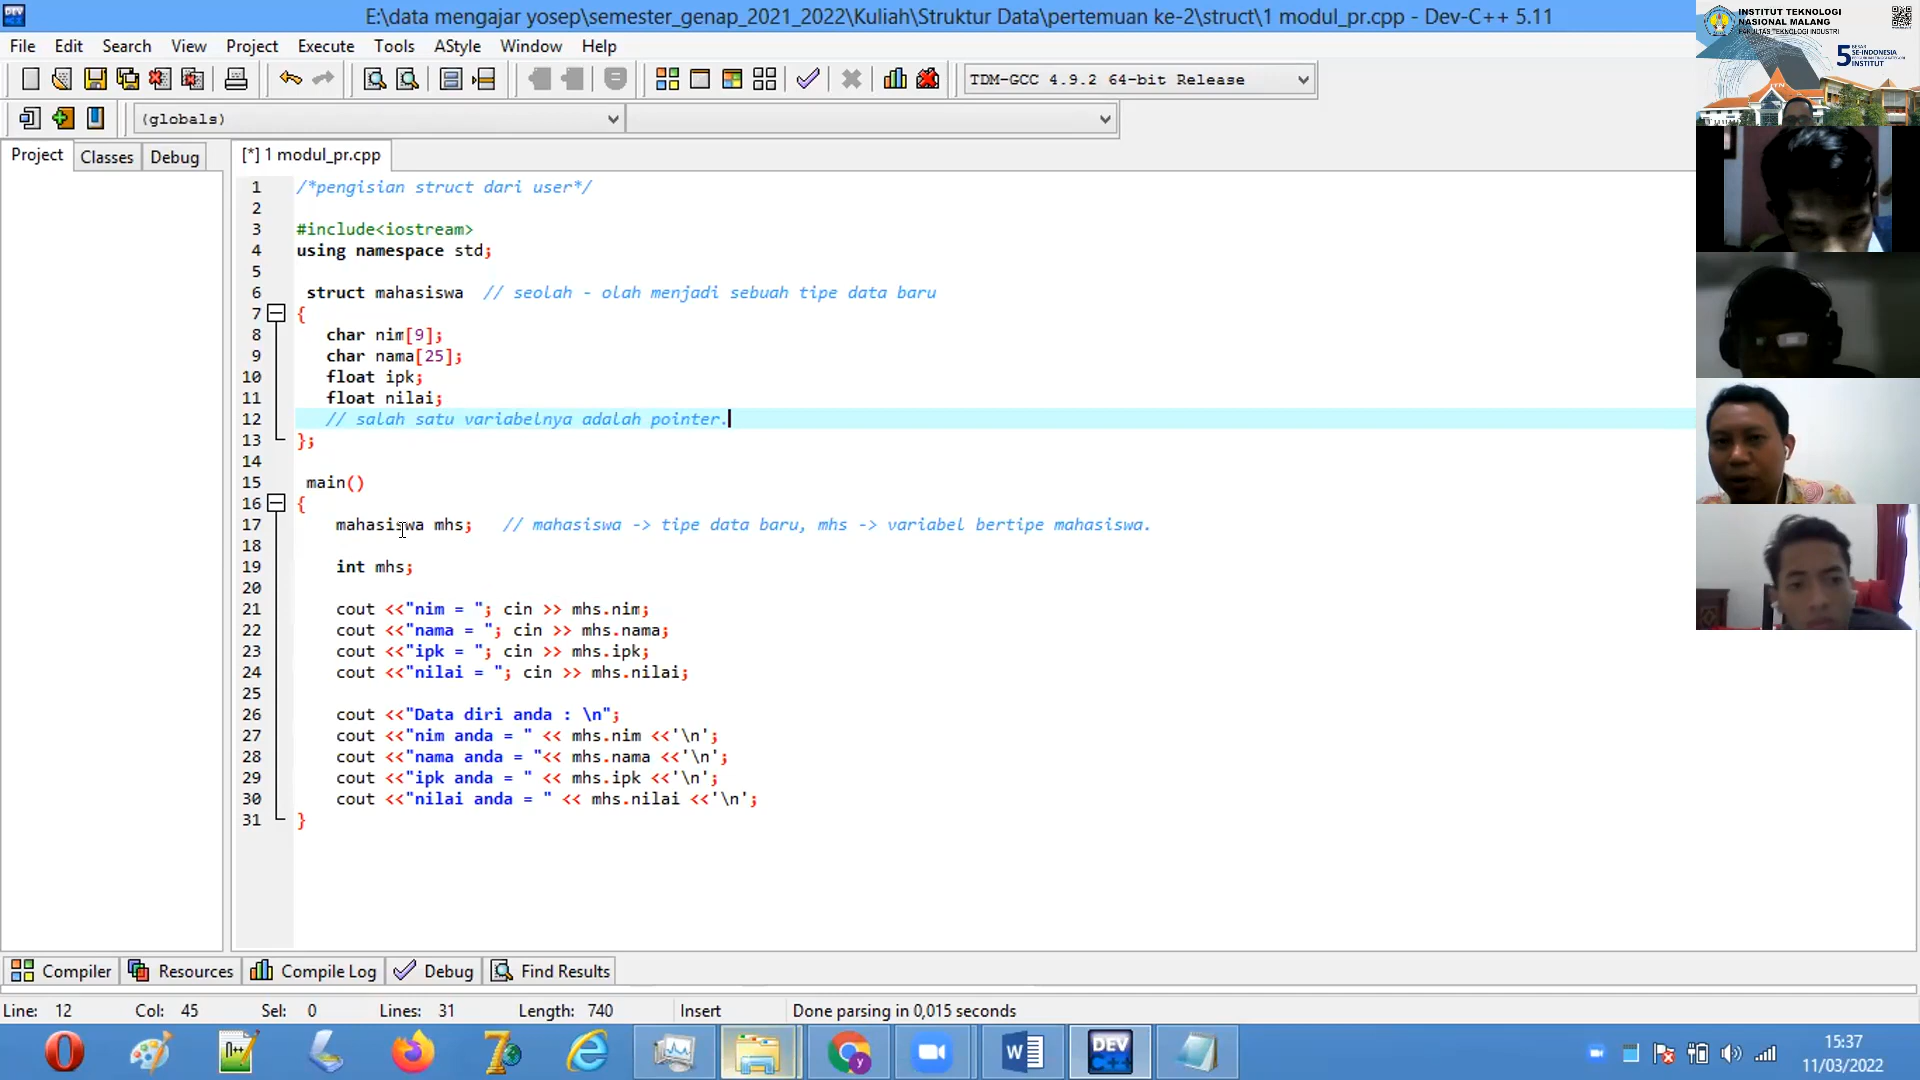 E:\data mengajar yosep\semester_genap_2021_2022\Kuliah\Struktur Data\pertemuan ke-2\struct\1 modul_pr.cpp - Dev-C++ 5.11
File Edit Search View Project Execute Tools AStyle Window Help
TDM-GCC 4.9.2 64-bit Release
(globals)
Project Classes Debug
[*] 1 modul_pr.cpp
1 /*pengisian struct dari user*/
2
3 #include<iostream>
4 using namespace std;
5
6 struct mahasiswa // seolah - olah menjadi sebuah tipe data baru
7 {
8 char nim[9];
9 char nama[25];
10 float ipk;
11 float nilai;
12 // salah satu variabelnya adalah pointer.
13 };
14
15 main()
16 {
17 mahasiswa mhs; // mahasiswa -> tipe data baru, mhs -> variabel bertipe mahasiswa.
18
19 int mhs;
20
21 cout <<"nim = "; cin >> mhs.nim;
22 cout <<"nama = "; cin >> mhs.nama;
23 cout <<"ipk = "; cin >> mhs.ipk;
24 cout <<"nilai = "; cin >> mhs.nilai;
25
26 cout <<"Data diri anda : \n";
27 cout <<"nim anda = " << mhs.nim <<'\n';
28 cout <<"nama anda = "<< mhs.nama <<'\n';
29 cout <<"ipk anda = " << mhs.ipk <<'\n';
30 cout <<"nilai anda = " << mhs.nilai <<'\n';
31 }
Compiler Resources Compile Log Debug Find Results
Line: 12 Col: 45 Sel: 0 Lines: 31 Length: 740 Insert Done parsing in 0,015 seconds
15:37
11/03/2022
INSTITUT TEKNOLOGI
NASIONAL MALANG
FAKULTAS TEKNOLOGI INDUSTRI
5 BESAR
SE-INDONESIA
INSTITUT